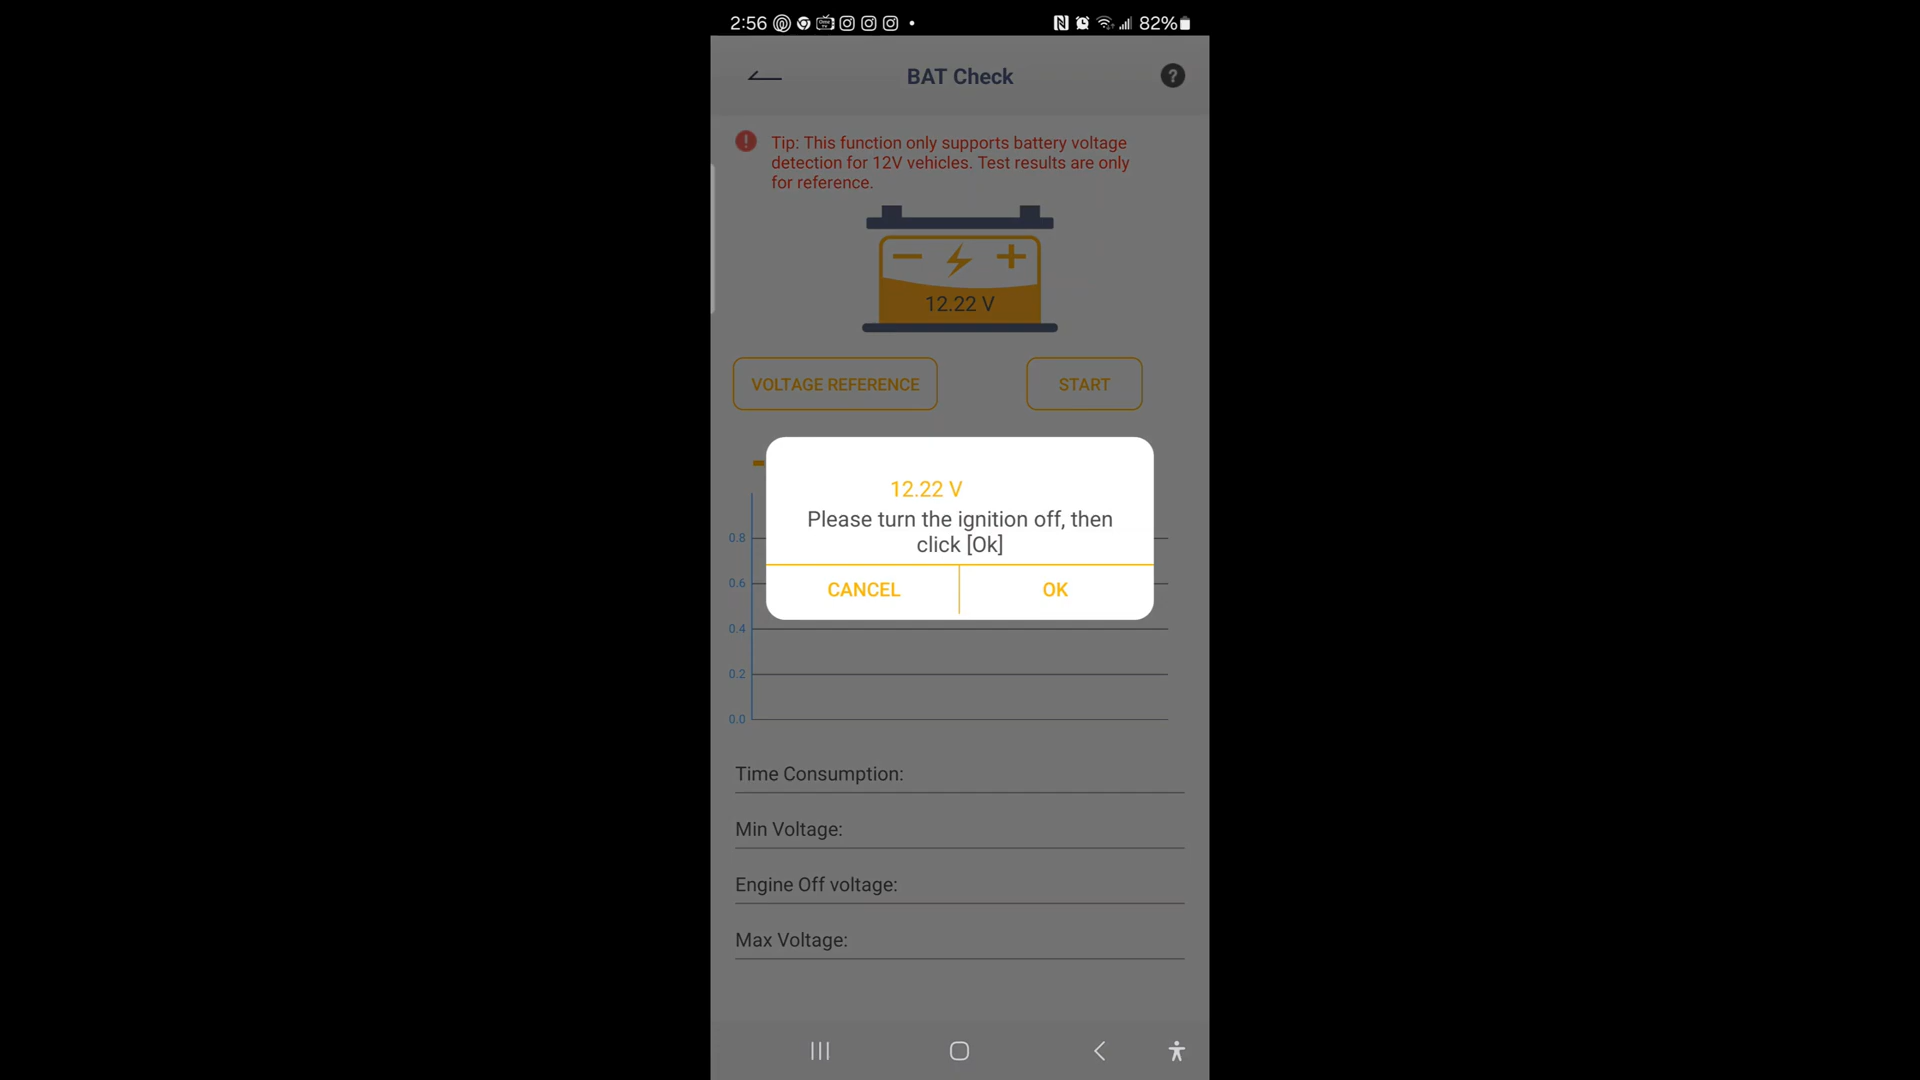 2:56 82%
BAT Check
Tip: This function only supports battery voltage
detection for 12V vehicles. Test results are only
for reference.
12.22 V
VOLTAGE REFERENCE START
12.22 V
Please turn the ignition off, then
click [Ok]
CANCEL OK
0.8
0.6
0.4
0.2
0.0
Time Consumption:
Min Voltage:
Engine Off voltage:
Max Voltage: